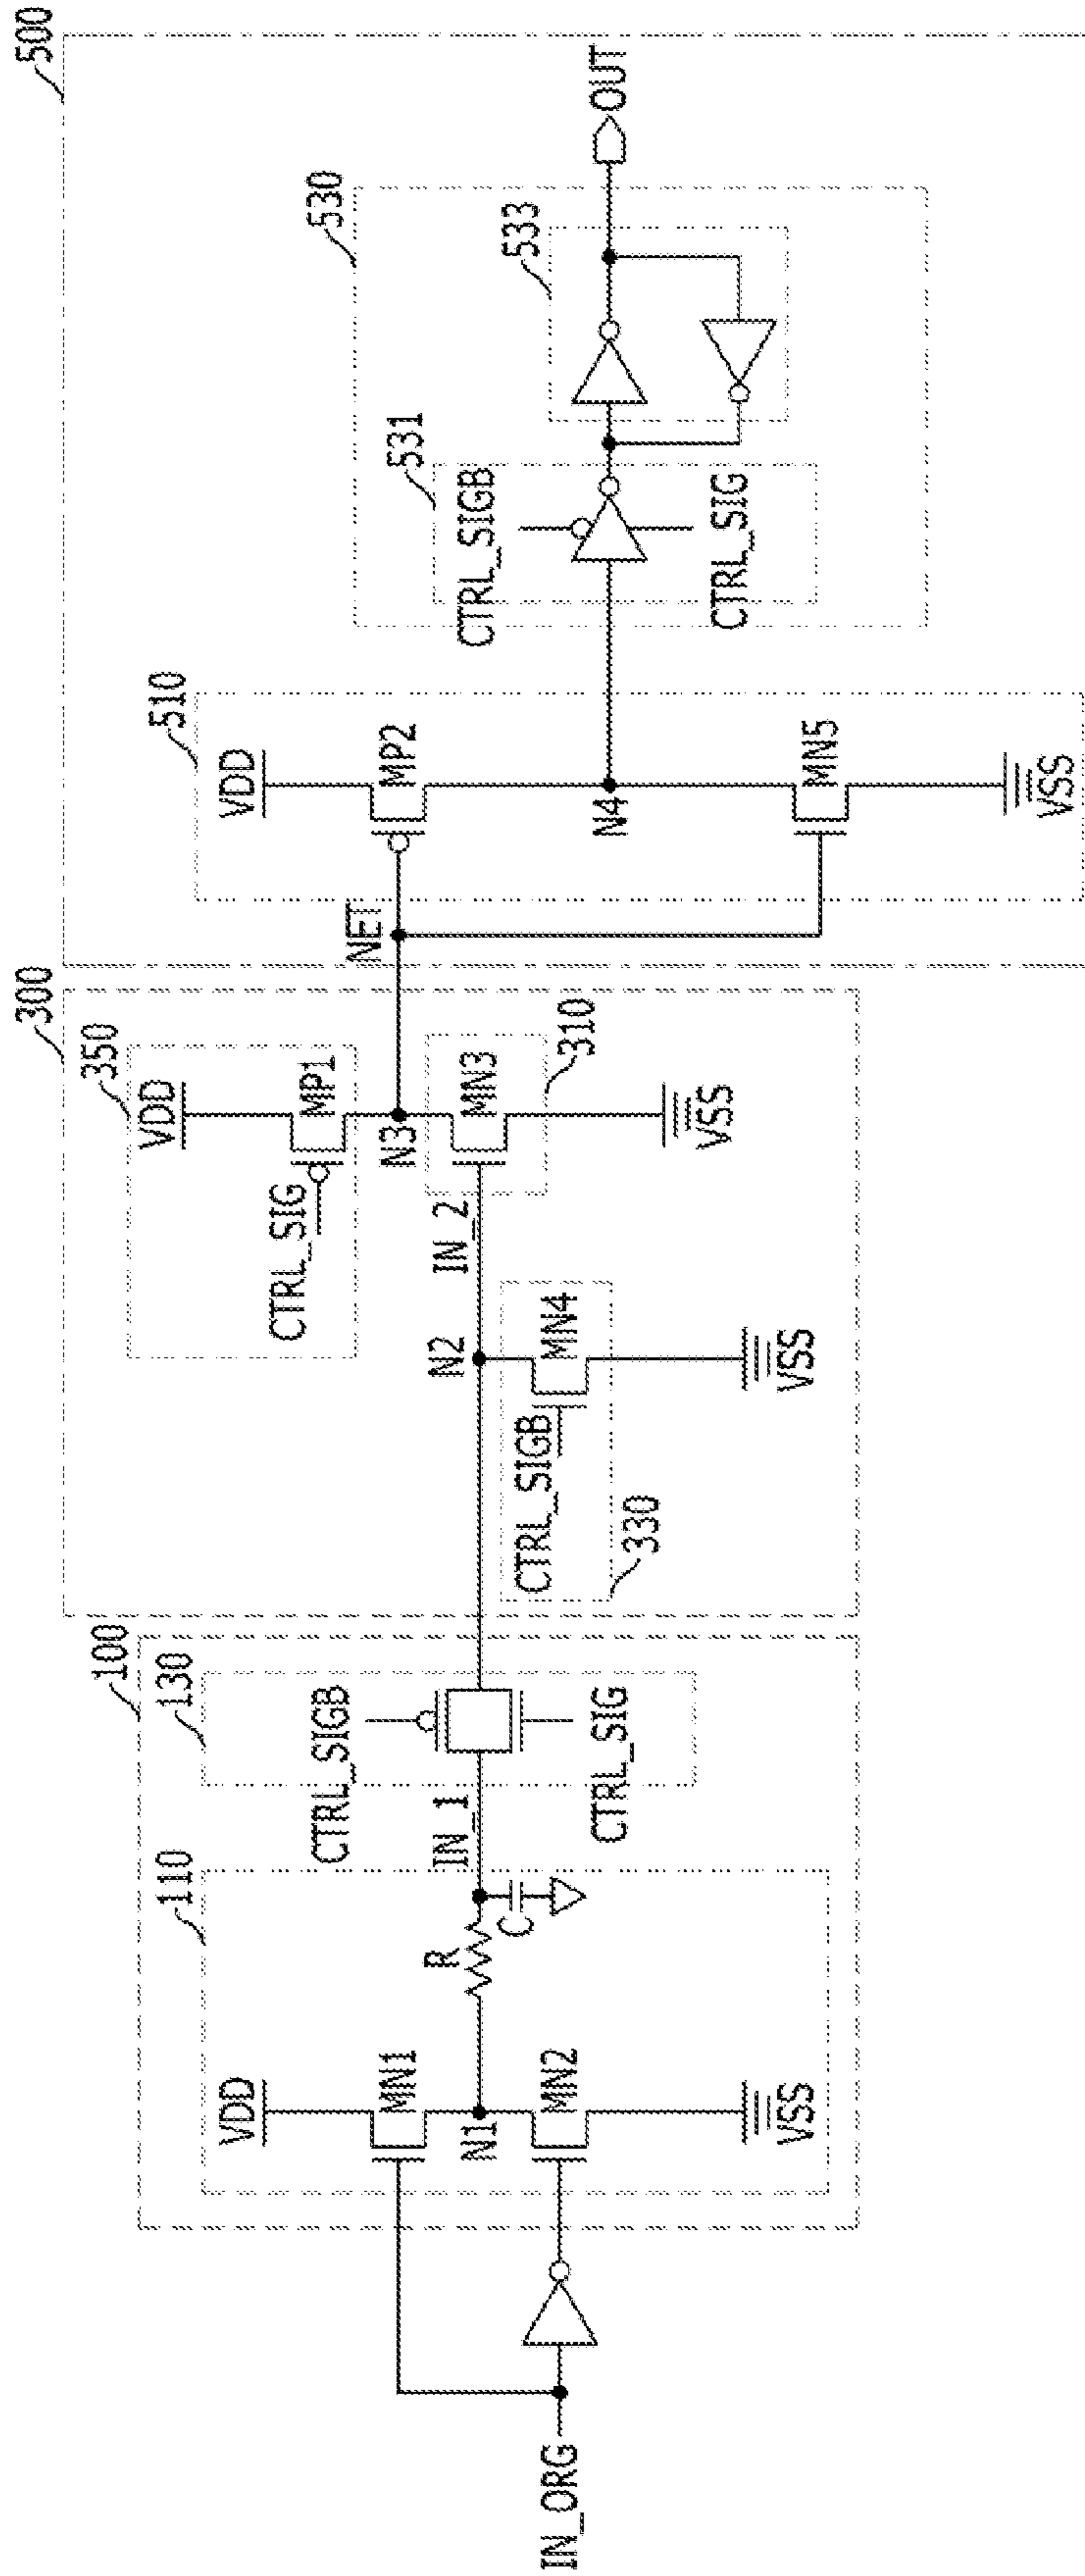 500
300
100
530
510
350
130
110
533
531
VDD
MN1
N1
MN2
VSS
R
C
IN_1
CTRL_SIGB
CTRL_SIG
IN_ORG
N2
CTRL_SIGB
MN4
VSS
330
IN_2
VDD
CTRL_SIG
MP1
N3
MN3
310
VSS
NET
VDD
MP2
N4
MN5
VSS
CTRL_SIGB
CTRL_SIG
OUT